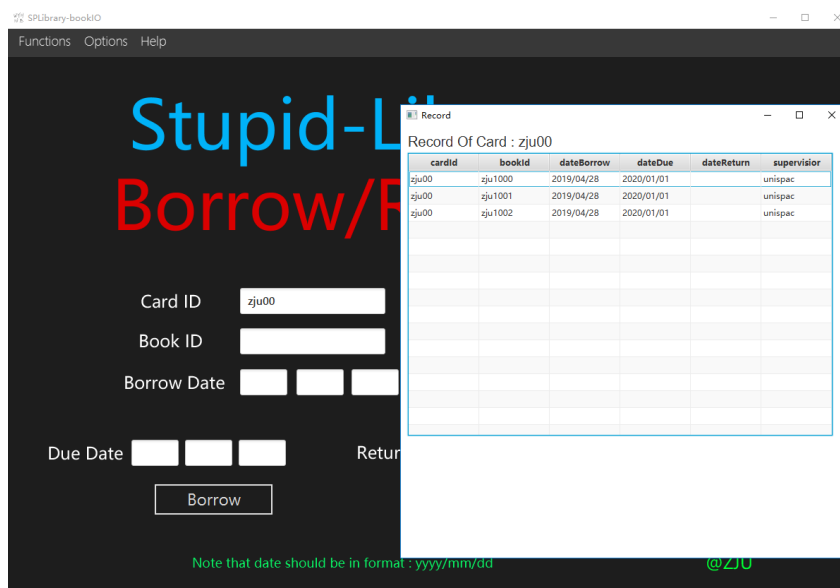 SPLibrary-bookIO
Functions Options Help
Stupid-Li
Borrow/R
Card ID zju00
Book ID
Borrow Date
Due Date
Retur
Borrow
Note that date should be in format : yyyy/mm/dd
@ZJU
Record
Record Of Card : zju00
cardId bookId dateBorrow dateDue dateReturn supervisior
zju00 zju1000 2019/04/28 2020/01/01 unispac
zju00 zju1001 2019/04/28 2020/01/01 unispac
zju00 zju1002 2019/04/28 2020/01/01 unispac